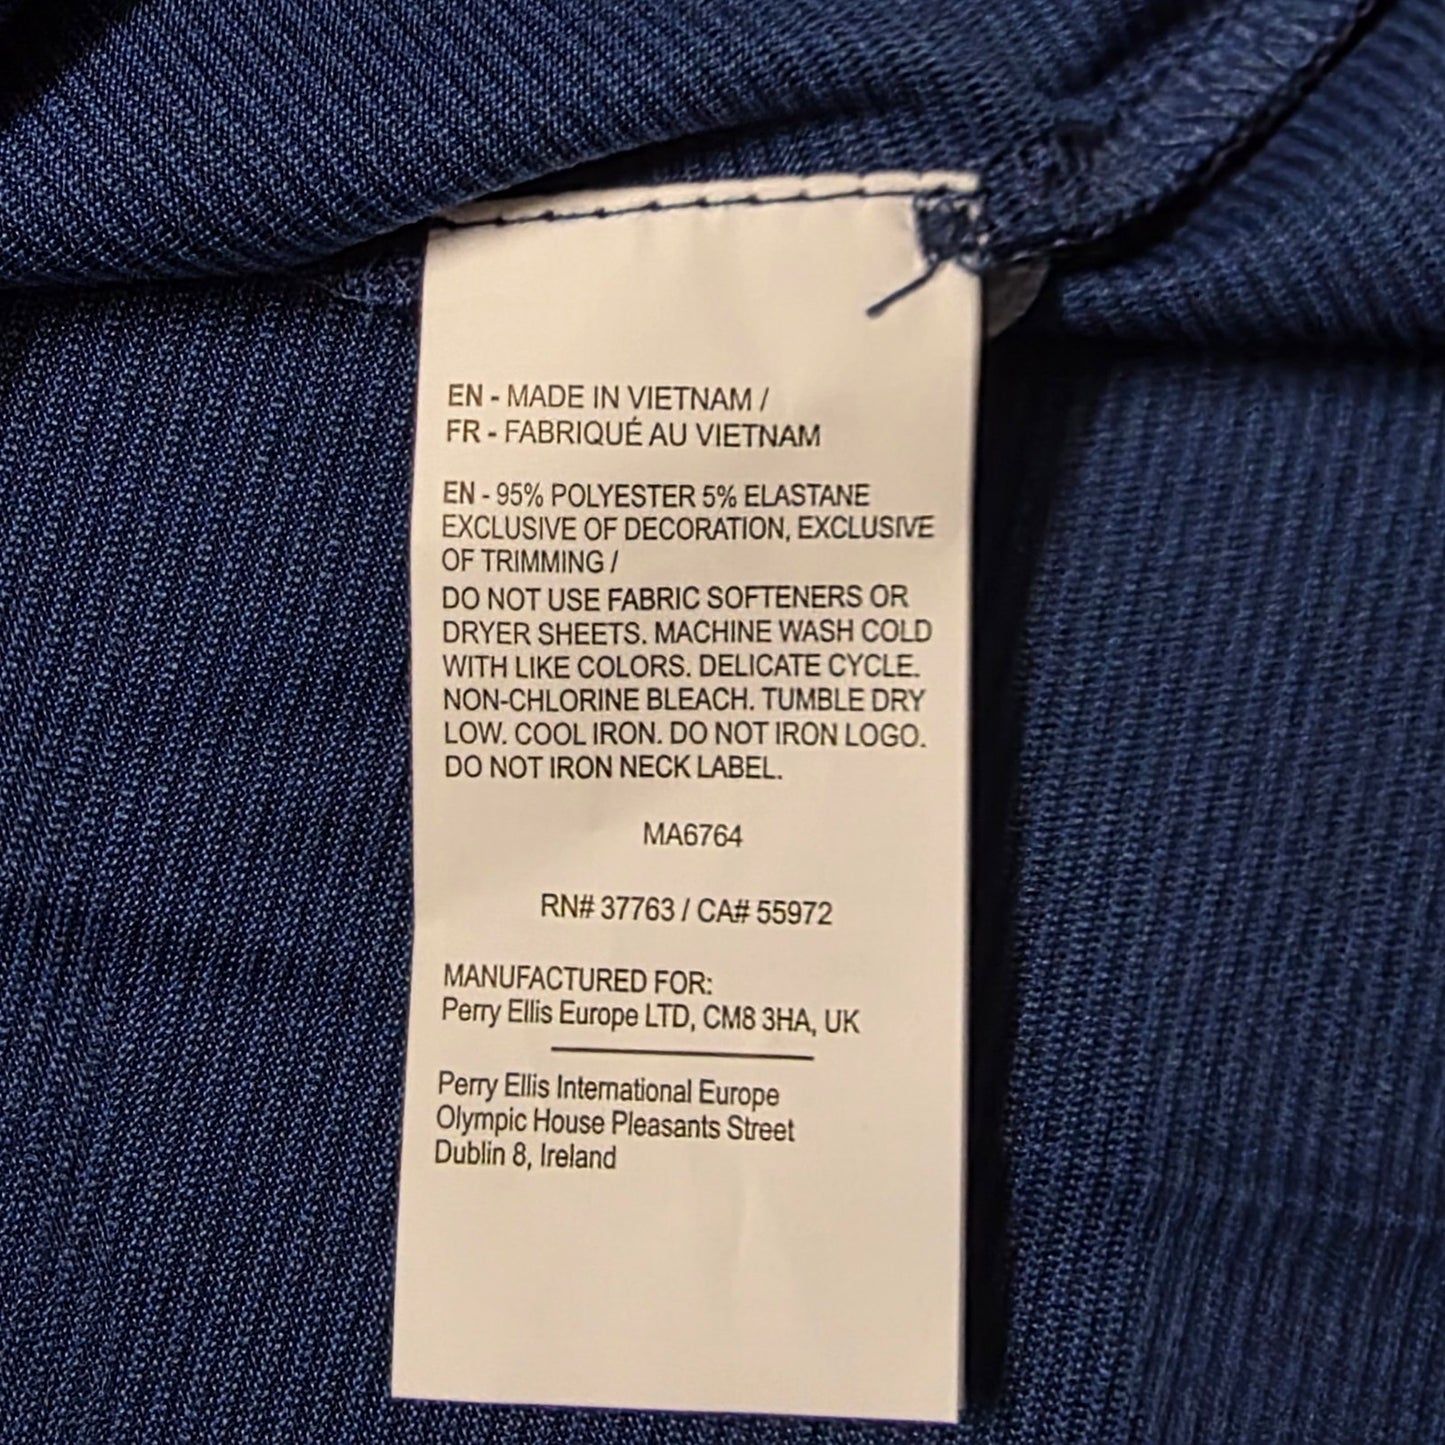 EN - MADE IN VIETNAM /
FR - FABRIQUÉ AU VIETNAM
EN - 95% POLYESTER 5% ELASTANE
EXCLUSIVE OF DECORATION, EXCLUSIVE
OF TRIMMING /
DO NOT USE FABRIC SOFTENERS OR
DRYER SHEETS. MACHINE WASH COLD
WITH LIKE COLORS. DELICATE CYCLE.
NON-CHLORINE BLEACH. TUMBLE DRY
LOW. COOL IRON. DO NOT IRON LOGO.
DO NOT IRON NECK LABEL.
MA6764
RN# 37763 / CA# 55972
MANUFACTURED FOR:
Perry Ellis Europe LTD, CM8 3HA, UK
Perry Ellis International Europe
Olympic House Pleasants Street
Dublin 8, Ireland